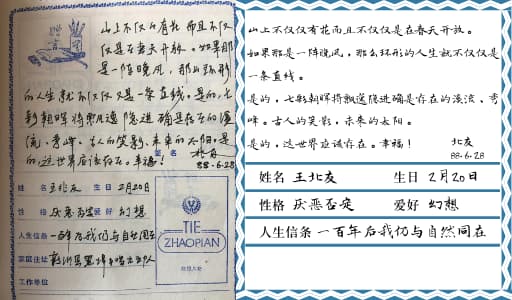 山上不仅仅有花而且不仅
仅是在春天开放。如果那
是一阵晚风,那么环形
的人生就不仅仅是一条直线。是的,七
彩朝晖将飘逸隐进确是存在的溪
流、秀峰。古人的笑影、未来的太阳。是
的,这世界应该存在。幸福!
签名 北友
88.6.28
姓名 王北友 生日 2月20日
性格 厌恶否定 爱好 幻想
人生信条 一百年后我仍与自然同在
家庭住址
工作单位
TIE
ZHAOPIAN
山上不仅仅有花而且不仅仅是在春天开放。
如果那是一阵晚风,那么环形的人生就不仅仅是
一条直线。
是的,七彩朝晖将飘逸隐进确是存在的溪流、秀
峰。古人的笑影,未来的太阳。
是的,这世界应该存在。幸福! 北友
88.6.28
姓名 王北友 生日 2月20日
性格 厌恶否定 爱好 幻想
人生信条 一百年后我仍与自然同在